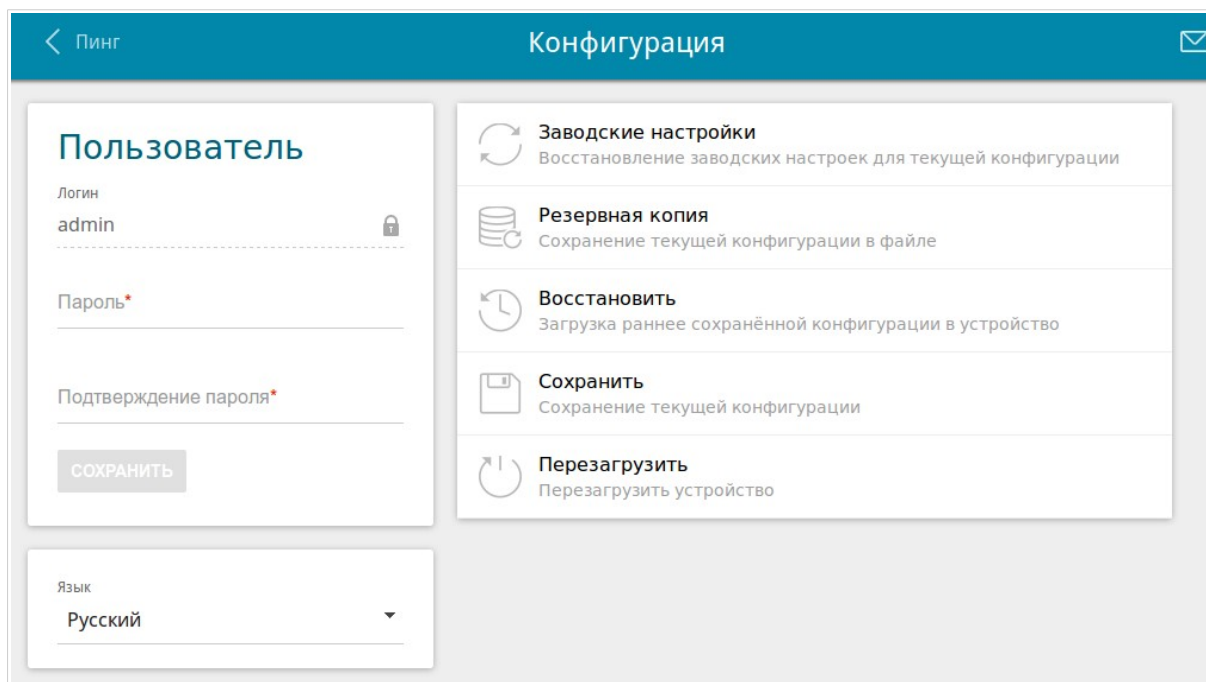 Пинг
Конфигурация
Пользователь
Логин
admin
Пароль*
Подтверждение пароля*
СОХРАНИТЬ
Язык
Русский
Заводские настройки
Восстановление заводских настроек для текущей конфигурации
Резервная копия
Сохранение текущей конфигурации в файле
Восстановить
Загрузка раннее сохранённой конфигурации в устройство
Сохранить
Сохранение текущей конфигурации
Перезагрузить
Перезагрузить устройство